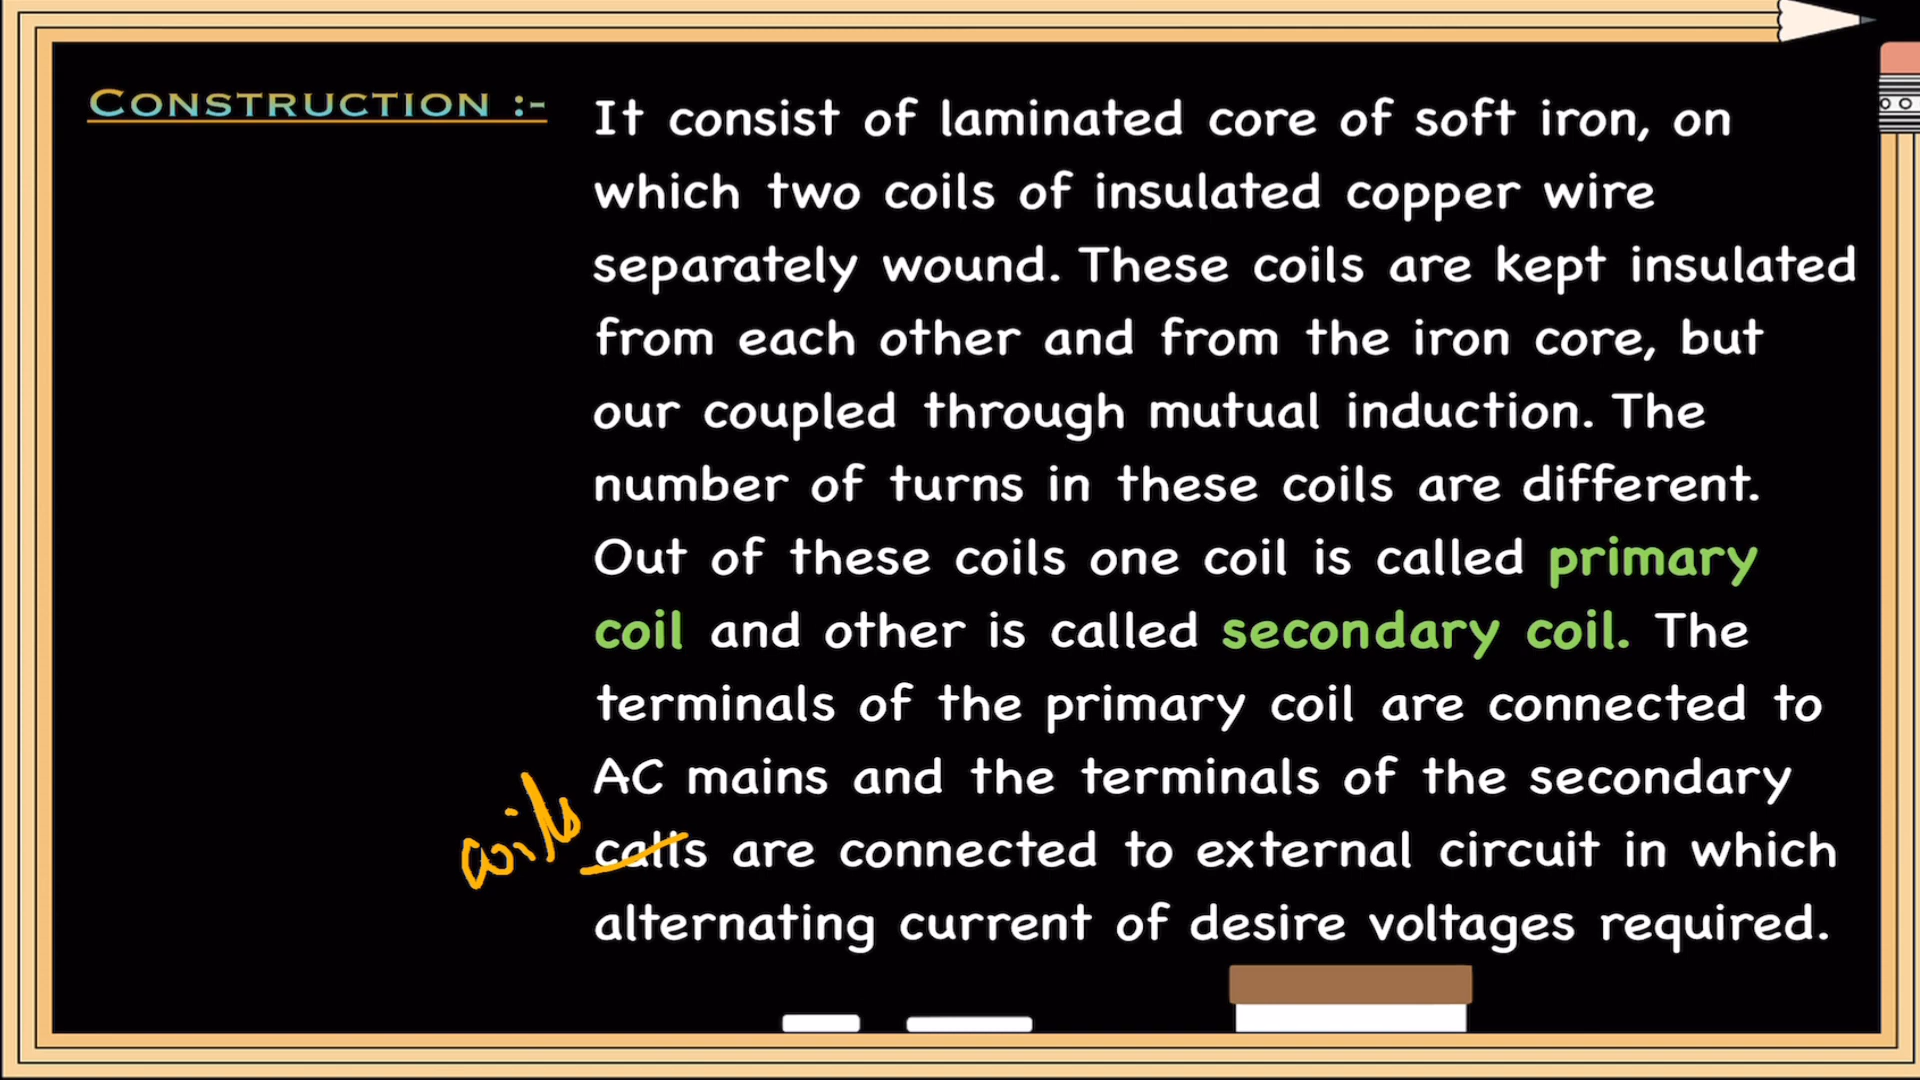 CONSTRUCTION :-
It consist of laminated core of soft iron, on
which two coils of insulated copper wire
separately wound. These coils are kept insulated
from each other and from the iron core, but
our coupled through mutual induction. The
number of turns in these coils are different.
Out of these coils one coil is called primary
coil and other is called secondary coil. The
terminals of the primary coil are connected to
AC mains and the terminals of the secondary
coils
calls are connected to external circuit in which
alternating current of desire voltages required.